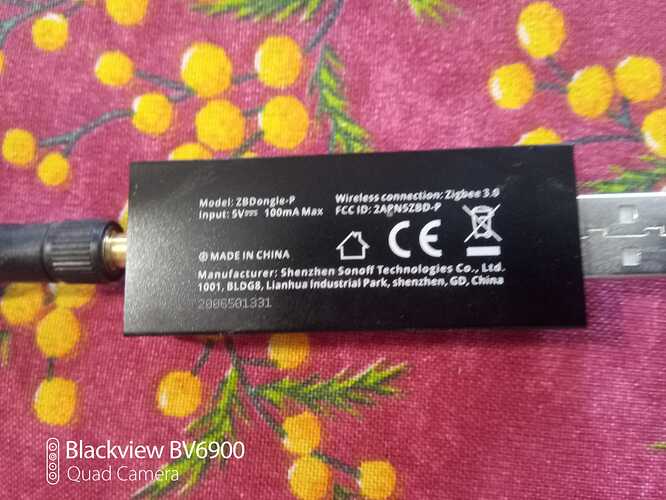 Model: ZBDongle-P
Input: 5V⎓ 100mA Max
Wireless connection: Zigbee 3.0
FCC ID: 2APN5ZBD-P
CE
MADE IN CHINA
Manufacturer: Shenzhen Sonoff Technologies Co., Ltd.
1001, BLDG8, Lianhua Industrial Park, shenzhen, GD, China
2006501331
Blackview BV6900
Quad Camera